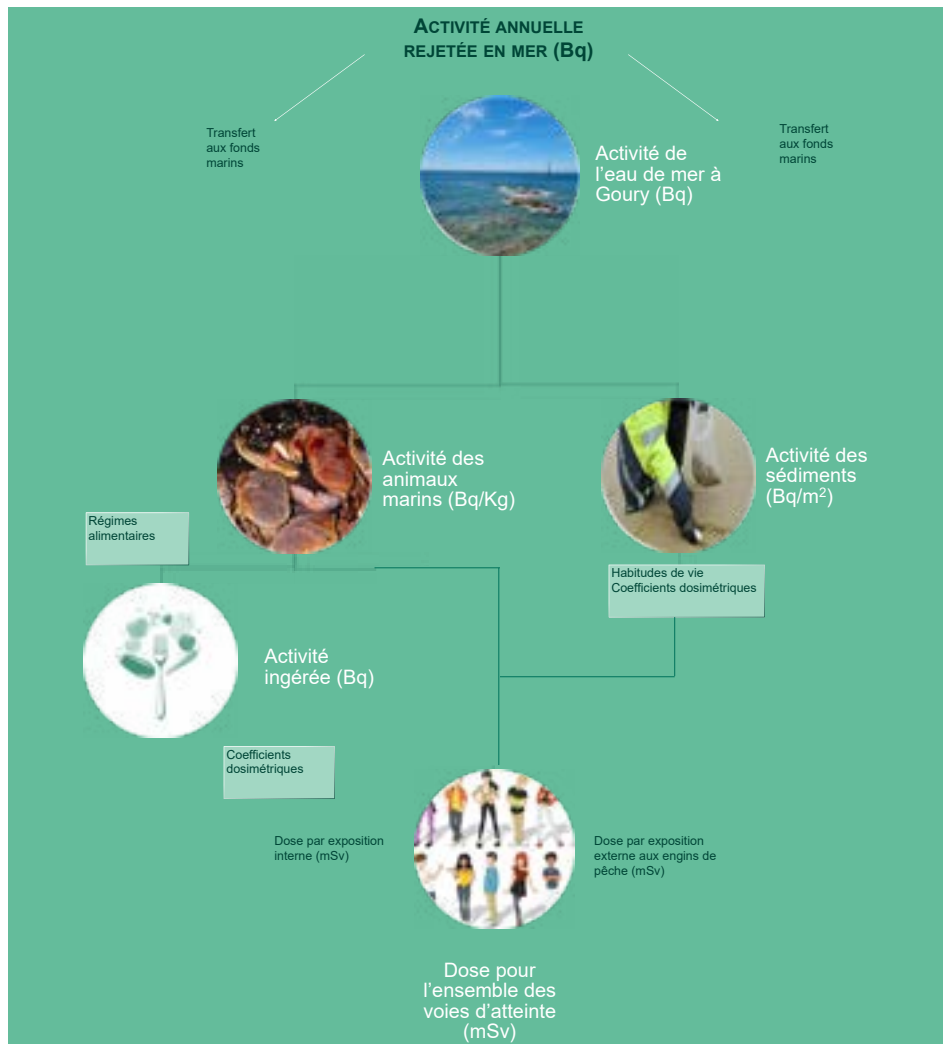 ACTIVITÉ ANNUELLE
REJETÉE EN MER (Bq)
Transfert
aux fonds
marins
Transfert
aux fonds
marins
Activité de
l'eau de mer à
Goury (Bq)
Activité des
animaux
marins (Bq/Kg)
Activité des
sédiments
(Bq/m²)
Régimes
alimentaires
Habitudes de vie
Coefficients dosimétriques
Activité
ingérée (Bq)
Coefficients
dosimétriques
Dose par exposition
interne (mSv)
Dose par exposition
externe aux engins de
pêche (mSv)
Dose pour
l'ensemble des
voies d'atteinte
(mSv)